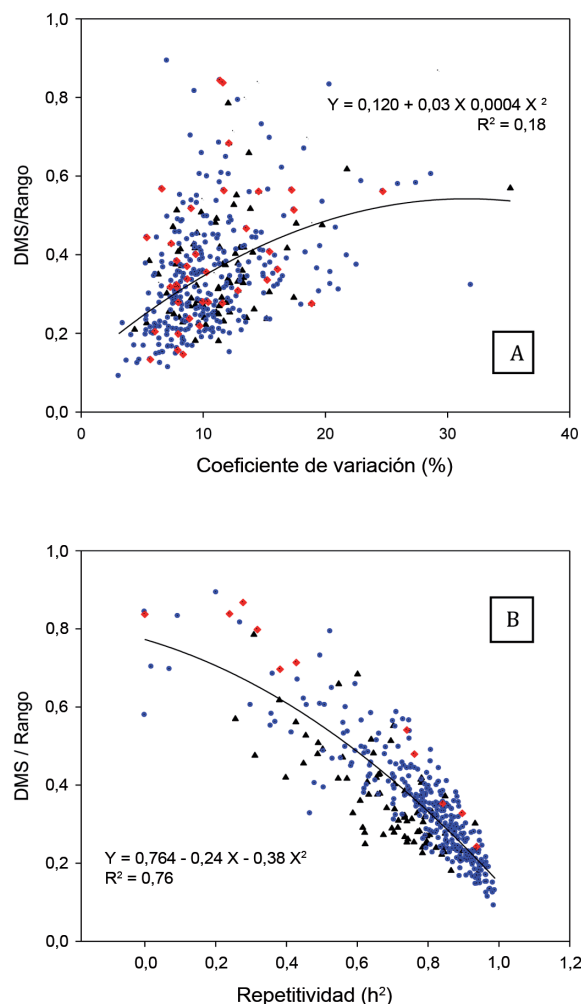 1,0
0,8
0,6
0,4
0,2
0,0
DMS/Rango
Y = 0,120 + 0,03 X 0,0004 X ²
R² = 0,18
A
0
10
20
30
40
Coeficiente de variación (%)
1,0
0,8
0,6
0,4
0,2
0,0
DMS / Rango
B
Y = 0,764 - 0,24 X - 0,38 X²
R² = 0,76
0,0
0,2
0,4
0,6
0,8
1,0
1,2
Repetitividad (h²)